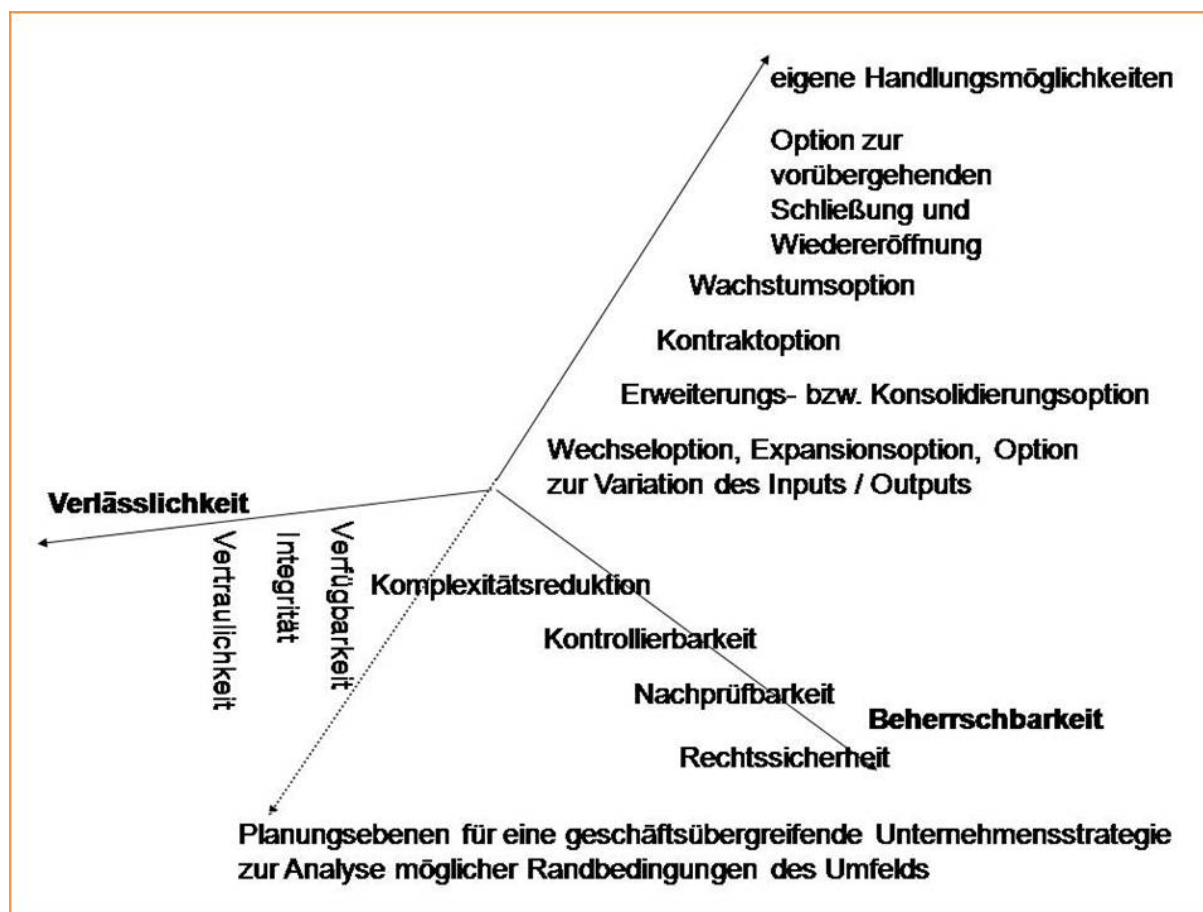 eigene Handlungsmöglichkeiten
Option zur
vorübergehenden
Schließung und
Wiedereröffnung
Wachstumsoption
Kontraktoption
Erweiterungs- bzw. Konsolidierungsoption
Wechseloption, Expansionsoption, Option
zur Variation des Inputs / Outputs
Verlässlichkeit
Vertraulichkeit
Integrität
Verfügbarkeit
Komplexitätsreduktion
Kontrollierbarkeit
Nachprüfbarkeit
Beherrschbarkeit
Rechtssicherheit
Planungsebenen für eine geschäftsübergreifende Unternehmensstrategie
zur Analyse möglicher Randbedingungen des Umfelds